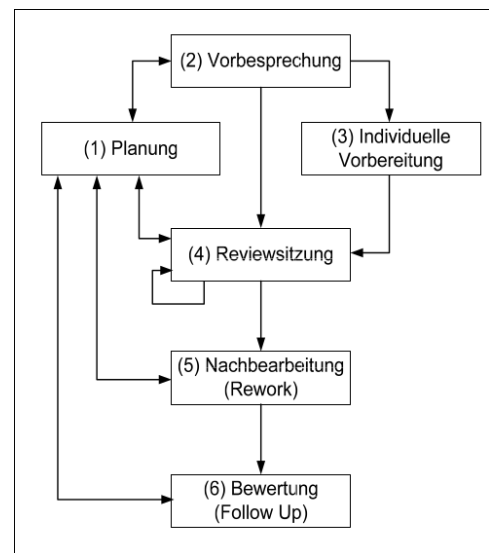 (2) Vorbesprechung
(1) Planung
(3) Individuelle
Vorbereitung
(4) Reviewsitzung
(5) Nachbearbeitung
(Rework)
(6) Bewertung
(Follow Up)